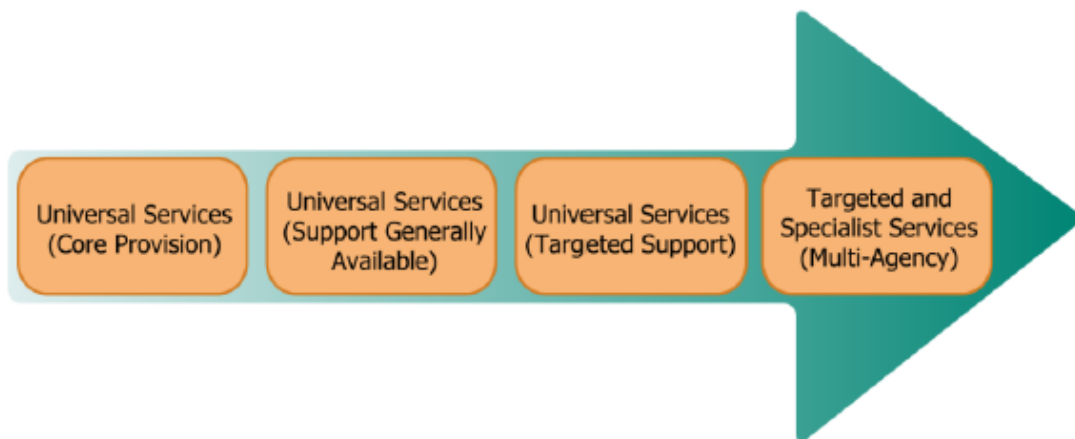 Universal Services
(Core Provision)
Universal Services
(Support Generally
Available)
Universal Services
(Targeted Support)
Targeted and
Specialist Services
(Multi-Agency)